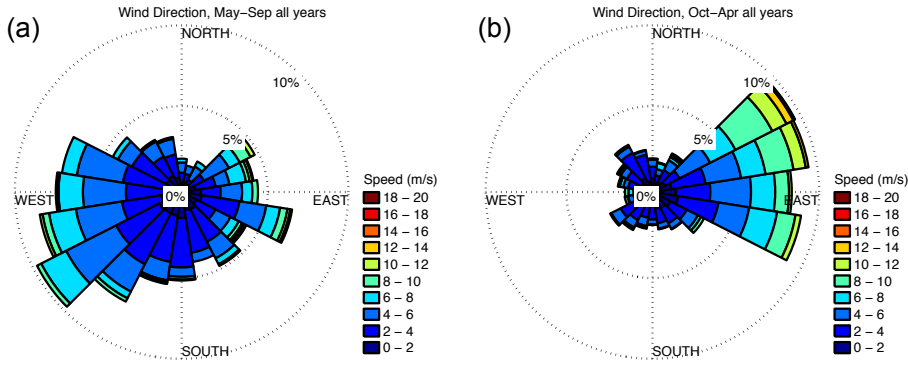 (a)
Wind Direction, May−Sep all years
NORTH
10%
5%
0%
WEST
EAST
SOUTH
Speed (m/s)
18 − 20
16 − 18
14 − 16
12 − 14
10 − 12
8 − 10
6 − 8
4 − 6
2 − 4
0 − 2
(b)
Wind Direction, Oct−Apr all years
NORTH
10%
5%
0%
WEST
EAST
SOUTH
Speed (m/s)
18 − 20
16 − 18
14 − 16
12 − 14
10 − 12
8 − 10
6 − 8
4 − 6
2 − 4
0 − 2